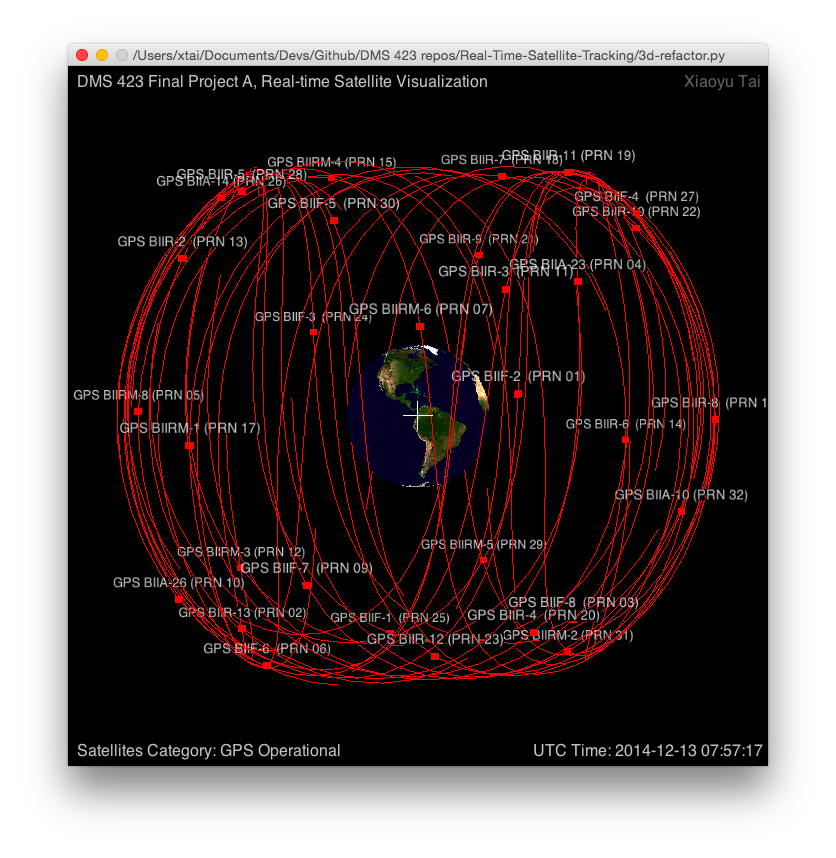 /Users/xtai/Documents/Devs/Github/DMS 423 repos/Real-Time-Satellite-Tracking/3d-refactor.py
DMS 423 Final Project A, Real-time Satellite Visualization
Xiaoyu Tai
GPS BIIR-11 (PRN 19)
GPS BIIRM-4 (PRN 15)
GPS BIIR-7 (PRN 18)
GPS BIIR-5 (PRN 28)
GPS BIIA-14 (PRN 26)
GPS BIIF-4 (PRN 27)
GPS BIIF-5 (PRN 30)
GPS BIIR-10 (PRN 22)
GPS BIIR-2 (PRN 13)
GPS BIIR-9 (PRN 21)
GPS BIIA-23 (PRN 04)
GPS BIIR-3 (PRN 11)
GPS BIIRM-6 (PRN 07)
GPS BIIF-3 (PRN 24)
GPS BIIF-2 (PRN 01)
GPS BIIRM-8 (PRN 05)
GPS BIIR-8 (PRN 1
GPS BIIRM-1 (PRN 17)
GPS BIIR-6 (PRN 14)
GPS BIIA-10 (PRN 32)
GPS BIIRM-5 (PRN 29
GPS BIIRM-3 (PRN 12)
GPS BIIF-7 (PRN 09)
GPS BIIA-26 (PRN 10)
GPS BIIF-8 (PRN 03)
GPS BIIR-13 (PRN 02)
GPS BIIR-4 (PRN 20)
GPS BIIF-1 (PRN 25)
GPS BIIRM-2 (PRN 31)
GPS BIIR-12 (PRN 23)
GPS BIIF-6 (PRN 06)
Satellites Category: GPS Operational
UTC Time: 2014-12-13 07:57:17